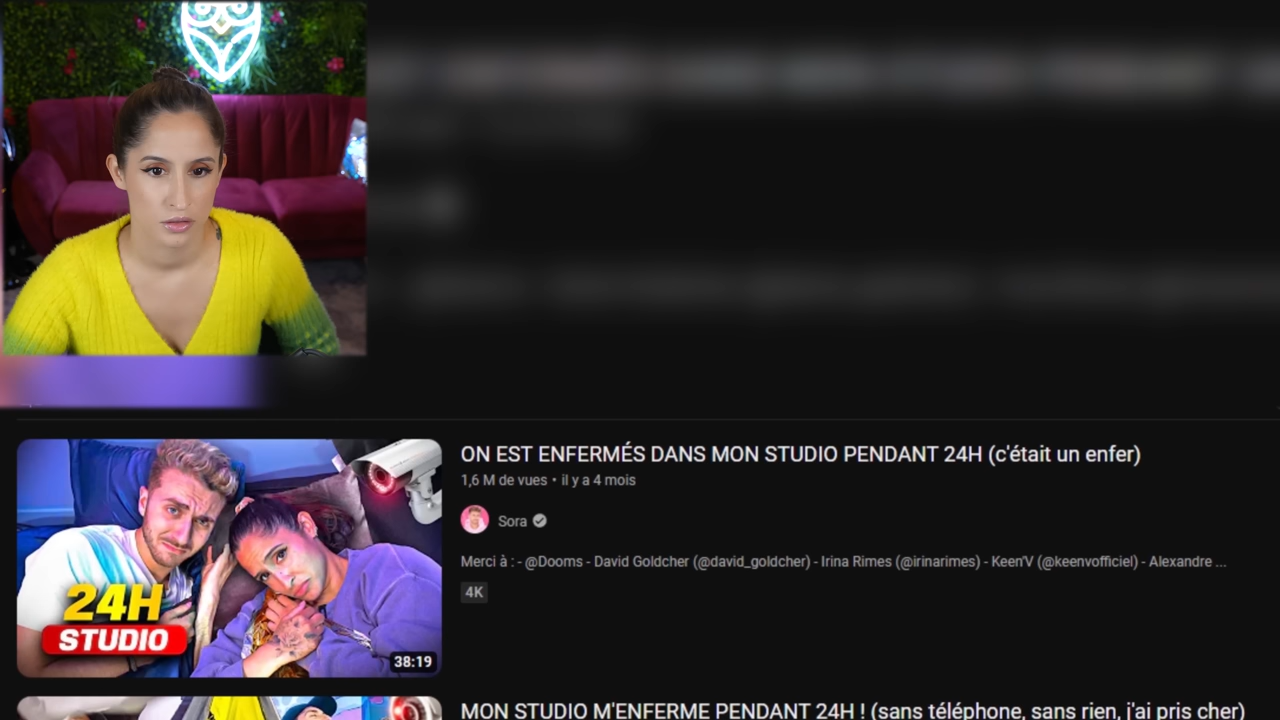 ON EST ENFERMÉS DANS MON STUDIO PENDANT 24H (c'était un enfer)
1,6 M de vues • il y a 4 mois
Sora
Merci à : - @Dooms - David Goldcher (@david_goldcher) - Irina Rimes (@irinarimes) - Keen'V (@keenvofficiel) - Alexandre ...
4K
24H
STUDIO
38:19
MON STUDIO M'ENFERME PENDANT 24H ! (sans téléphone, sans rien, j'ai pris cher)